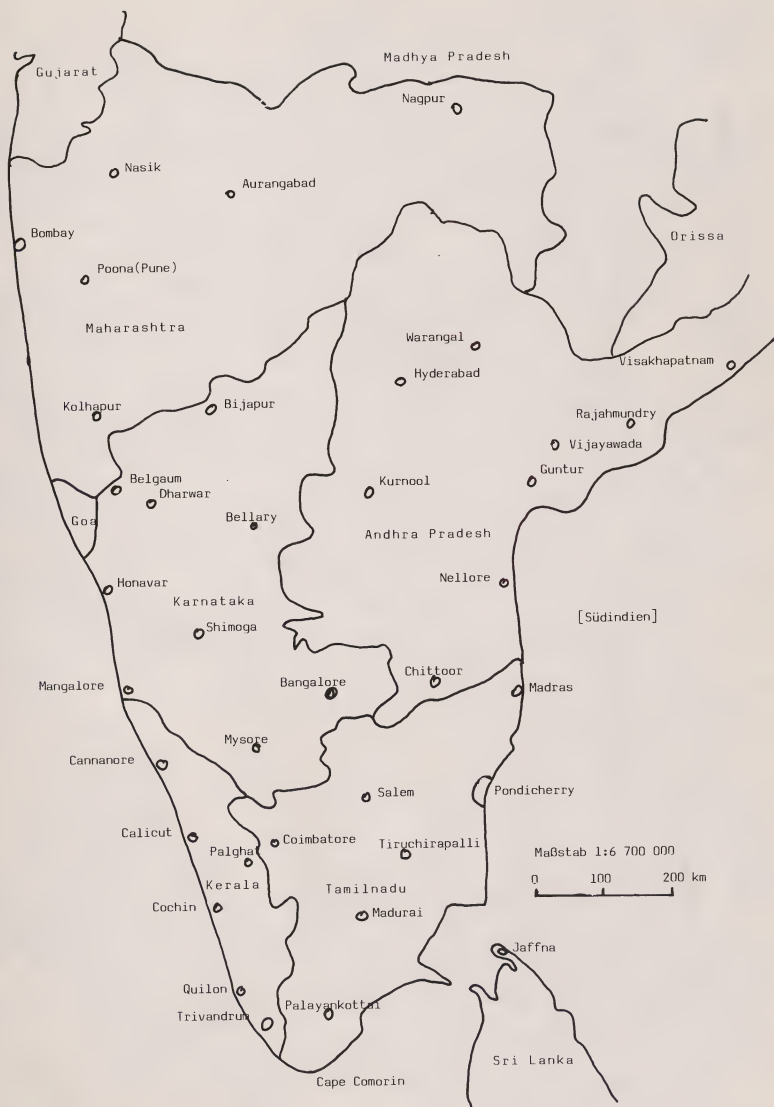 Madhya Pradesh
Gujarat
Nagpur
Nasik
Aurangabad
Bombay
Orissa
Poona(Pune)
Maharashtra
Warangal
Visakhapatnam
Hyderabad
Kolhapur
Bijapur
Rajahmundry
Vijayawada
Belgaum
Guntur
Dharwar
Kurnool
Goa
Bellary
Andhra Pradesh
Honavar
Nellore
Karnataka
[Südindien]
Shimoga
Mangalore
Bangalore
Chittoor
Madras
Mysore
Cannanore
Salem
Pondicherry
Calicut
Coimbatore
Tiruchirapalli
Palghat
Maßstab 1:6 700 000
0 100 200 km
Kerala
Tamilnadu
Cochin
Madurai
Jaffna
Quilon
Palayankottai
Trivandrum
Sri Lanka
Cape Comorin